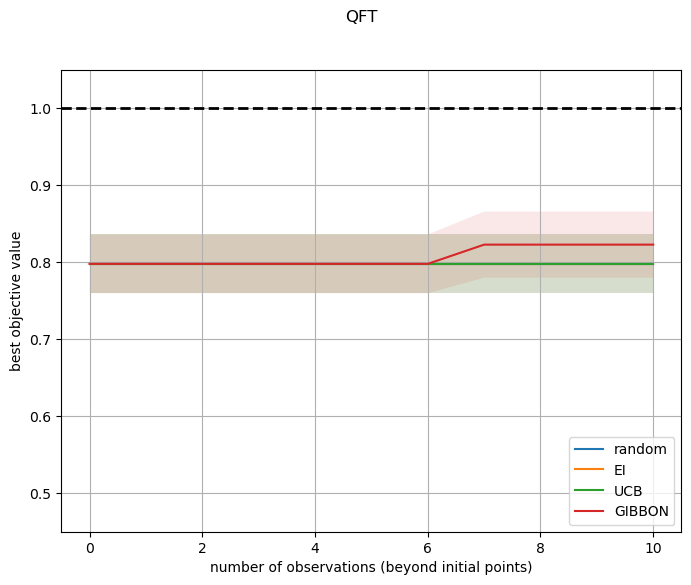 QFT
best objective value
1.0
0.9
0.8
0.7
0.6
0.5
0 2 4 6 8 10
number of observations (beyond initial points)
random
EI
UCB
GIBBON